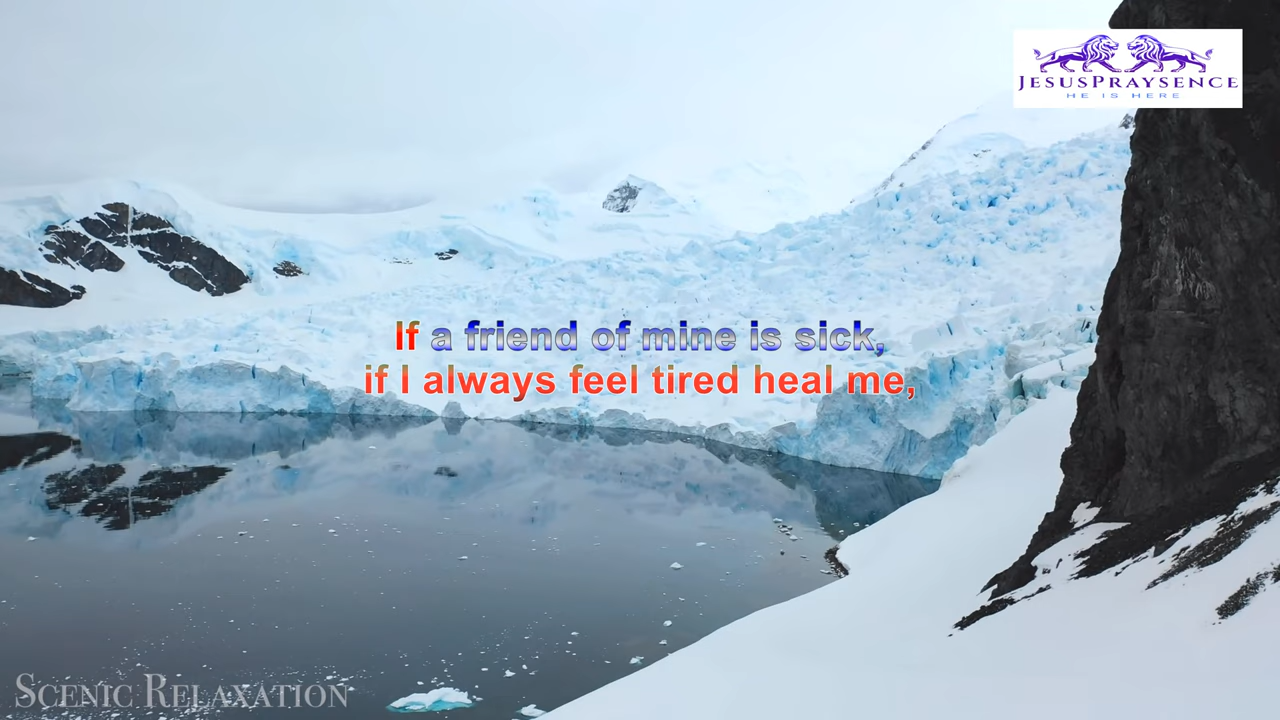 JESUSPRAYSENCE
HE IS HERE
If a friend of mine is sick,
if I always feel tired heal me,
SCENIC RELAXATION